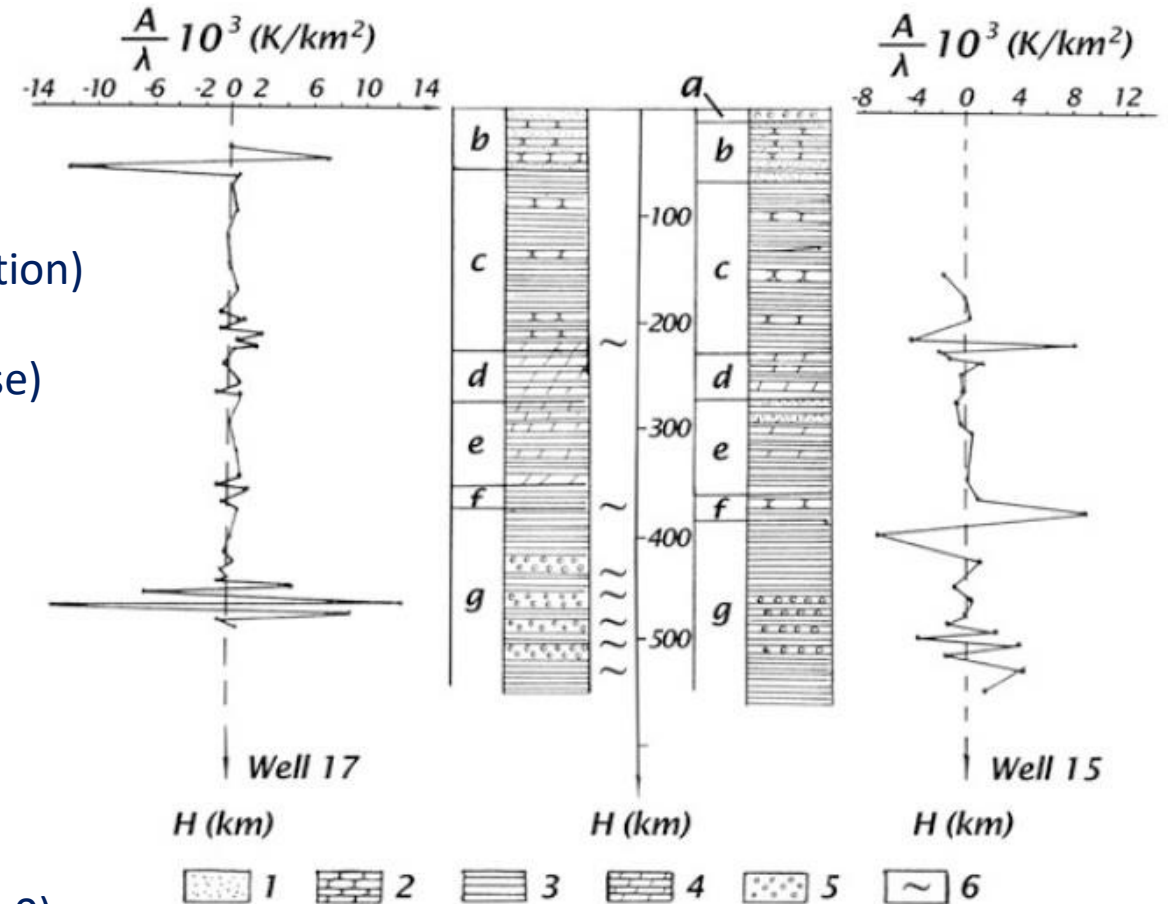 A/λ 10³ (K/km²)
-14 -10 -6 -2 0 2 6 10 14
A/λ 10³ (K/km²)
-8 -4 0 4 8 12
a
b
b
-100
tion)
c
c
-200
~
se)
d
d
-300
e
e
f
f
~
-400
~
g
~
g
~
-500
~
Well 17
Well 15
H (km)
H (km)
H (km)
1 2 3 4 5 ~ 6